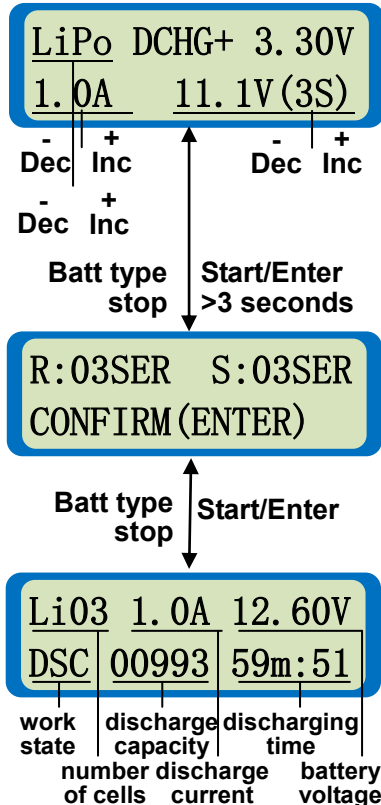 LiPo DCHG+ 3.30V
1.0A 11.1V(3S)
- + - +
Dec Inc Dec Inc
- +
Dec Inc
Batt type Start/Enter
stop >3 seconds
R:03SER S:03SER
CONFIRM(ENTER)
Batt type Start/Enter
stop
Li03 1.0A 12.60V
DSC 00993 59m:51
work discharge discharging
state capacity time
number discharge battery
of cells current voltage